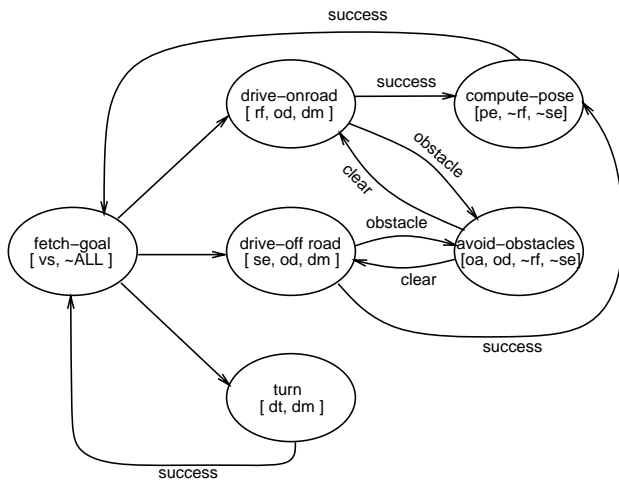 success
drive–onroad
[ rf, od, dm ]
success
compute–pose
[pe, ~rf, ~se]
obstacle
clear
fetch–goal
[ vs, ~ALL ]
drive–off road
[ se, od, dm ]
obstacle
avoid–obstacles
[oa, od, ~rf, ~se]
clear
success
turn
[ dt, dm ]
success